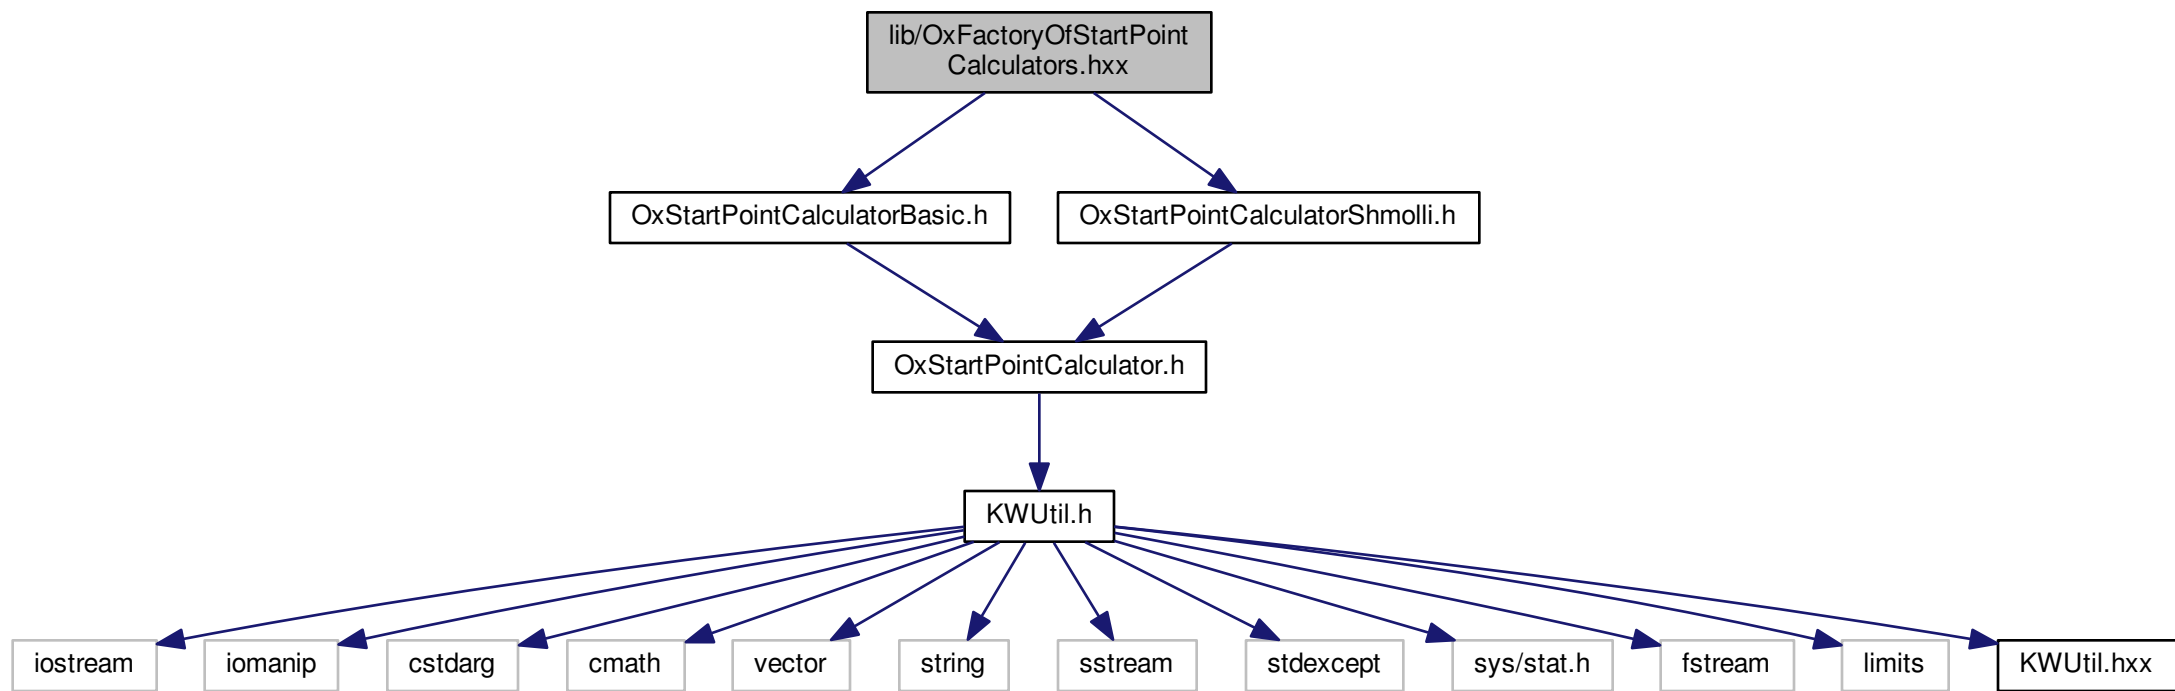 lib/OxFactoryOfStartPoint
Calculators.hxx
OxStartPointCalculatorBasic.h
OxStartPointCalculatorShmolli.h
OxStartPointCalculator.h
KWUtil.h
iostream
iomanip
cstdarg
cmath
vector
string
sstream
stdexcept
sys/stat.h
fstream
limits
KWUtil.hxx